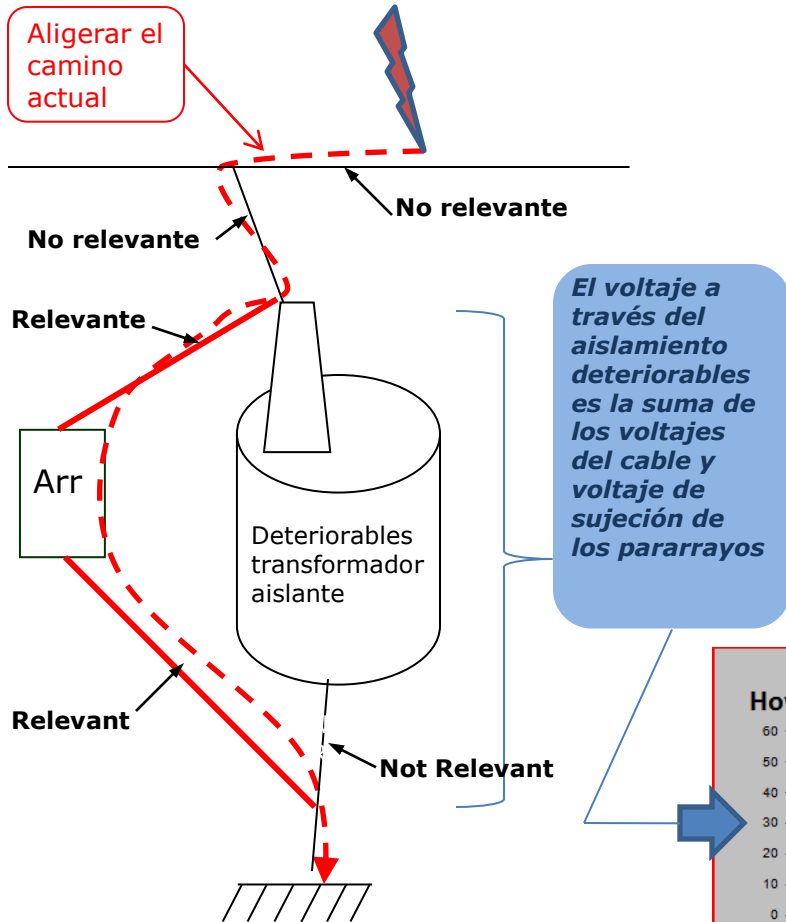 Aligerar el
camino
actual
No relevante
No relevante
Relevante
Arr
Deteriorables
transformador
aislante
Relevant
Not Relevant
El voltaje a
través del
aislamiento
deteriorables
es la suma de
los voltajes
del cable y
voltaje de
sujeción de
los pararrayos
60
50
40
30
20
10
0